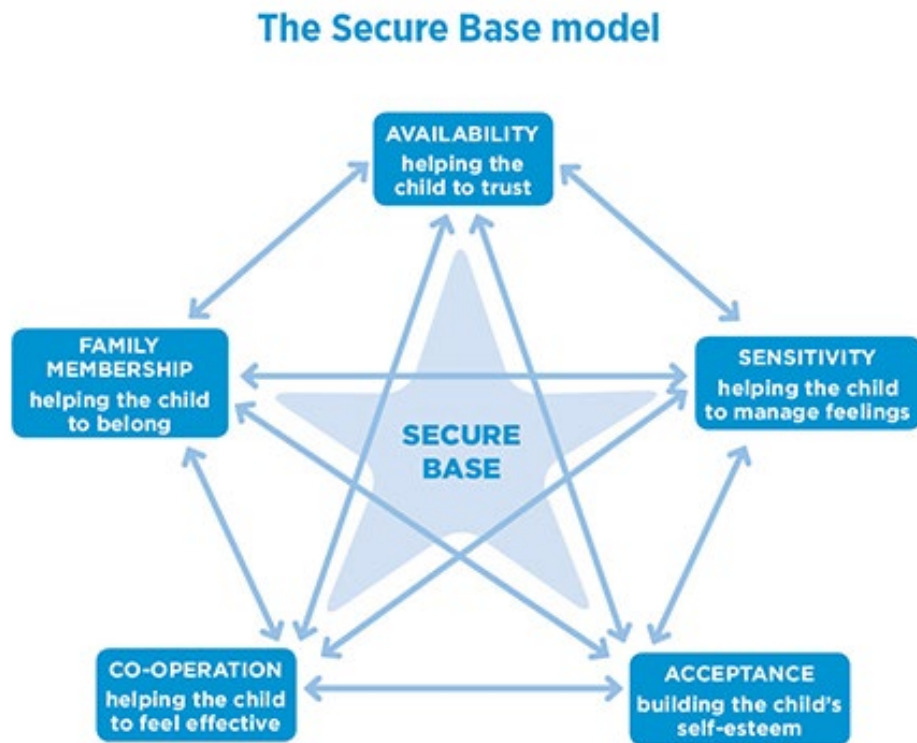 The Secure Base model
AVAILABILITY
helping the
child to trust
FAMILY
MEMBERSHIP
helping the child
to belong
SENSITIVITY
helping the child
to manage feelings
SECURE
BASE
CO-OPERATION
helping the child
to feel effective
ACCEPTANCE
building the child's
self-esteem